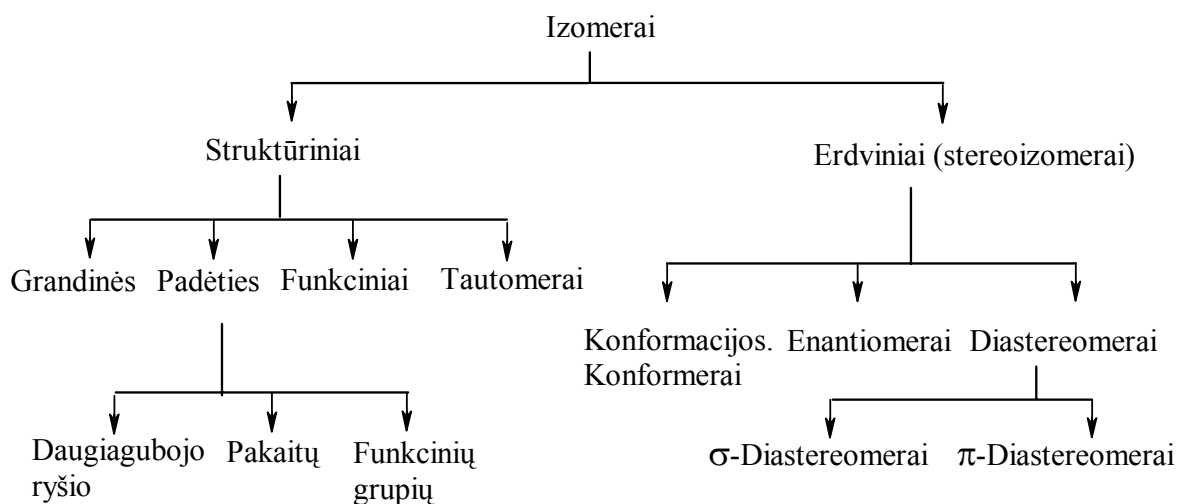 Izomerai
Struktūriniai
Erdviniai (stereoizomerai)
Grandinės Padėties Funkciniai Tautomerai
Konformacijos. Enantiomerai Diastereomerai
Konformerai
Daugiagubojo Pakaitų Funkcinių
ryšio grupių
σ-Diastereomerai π-Diastereomerai